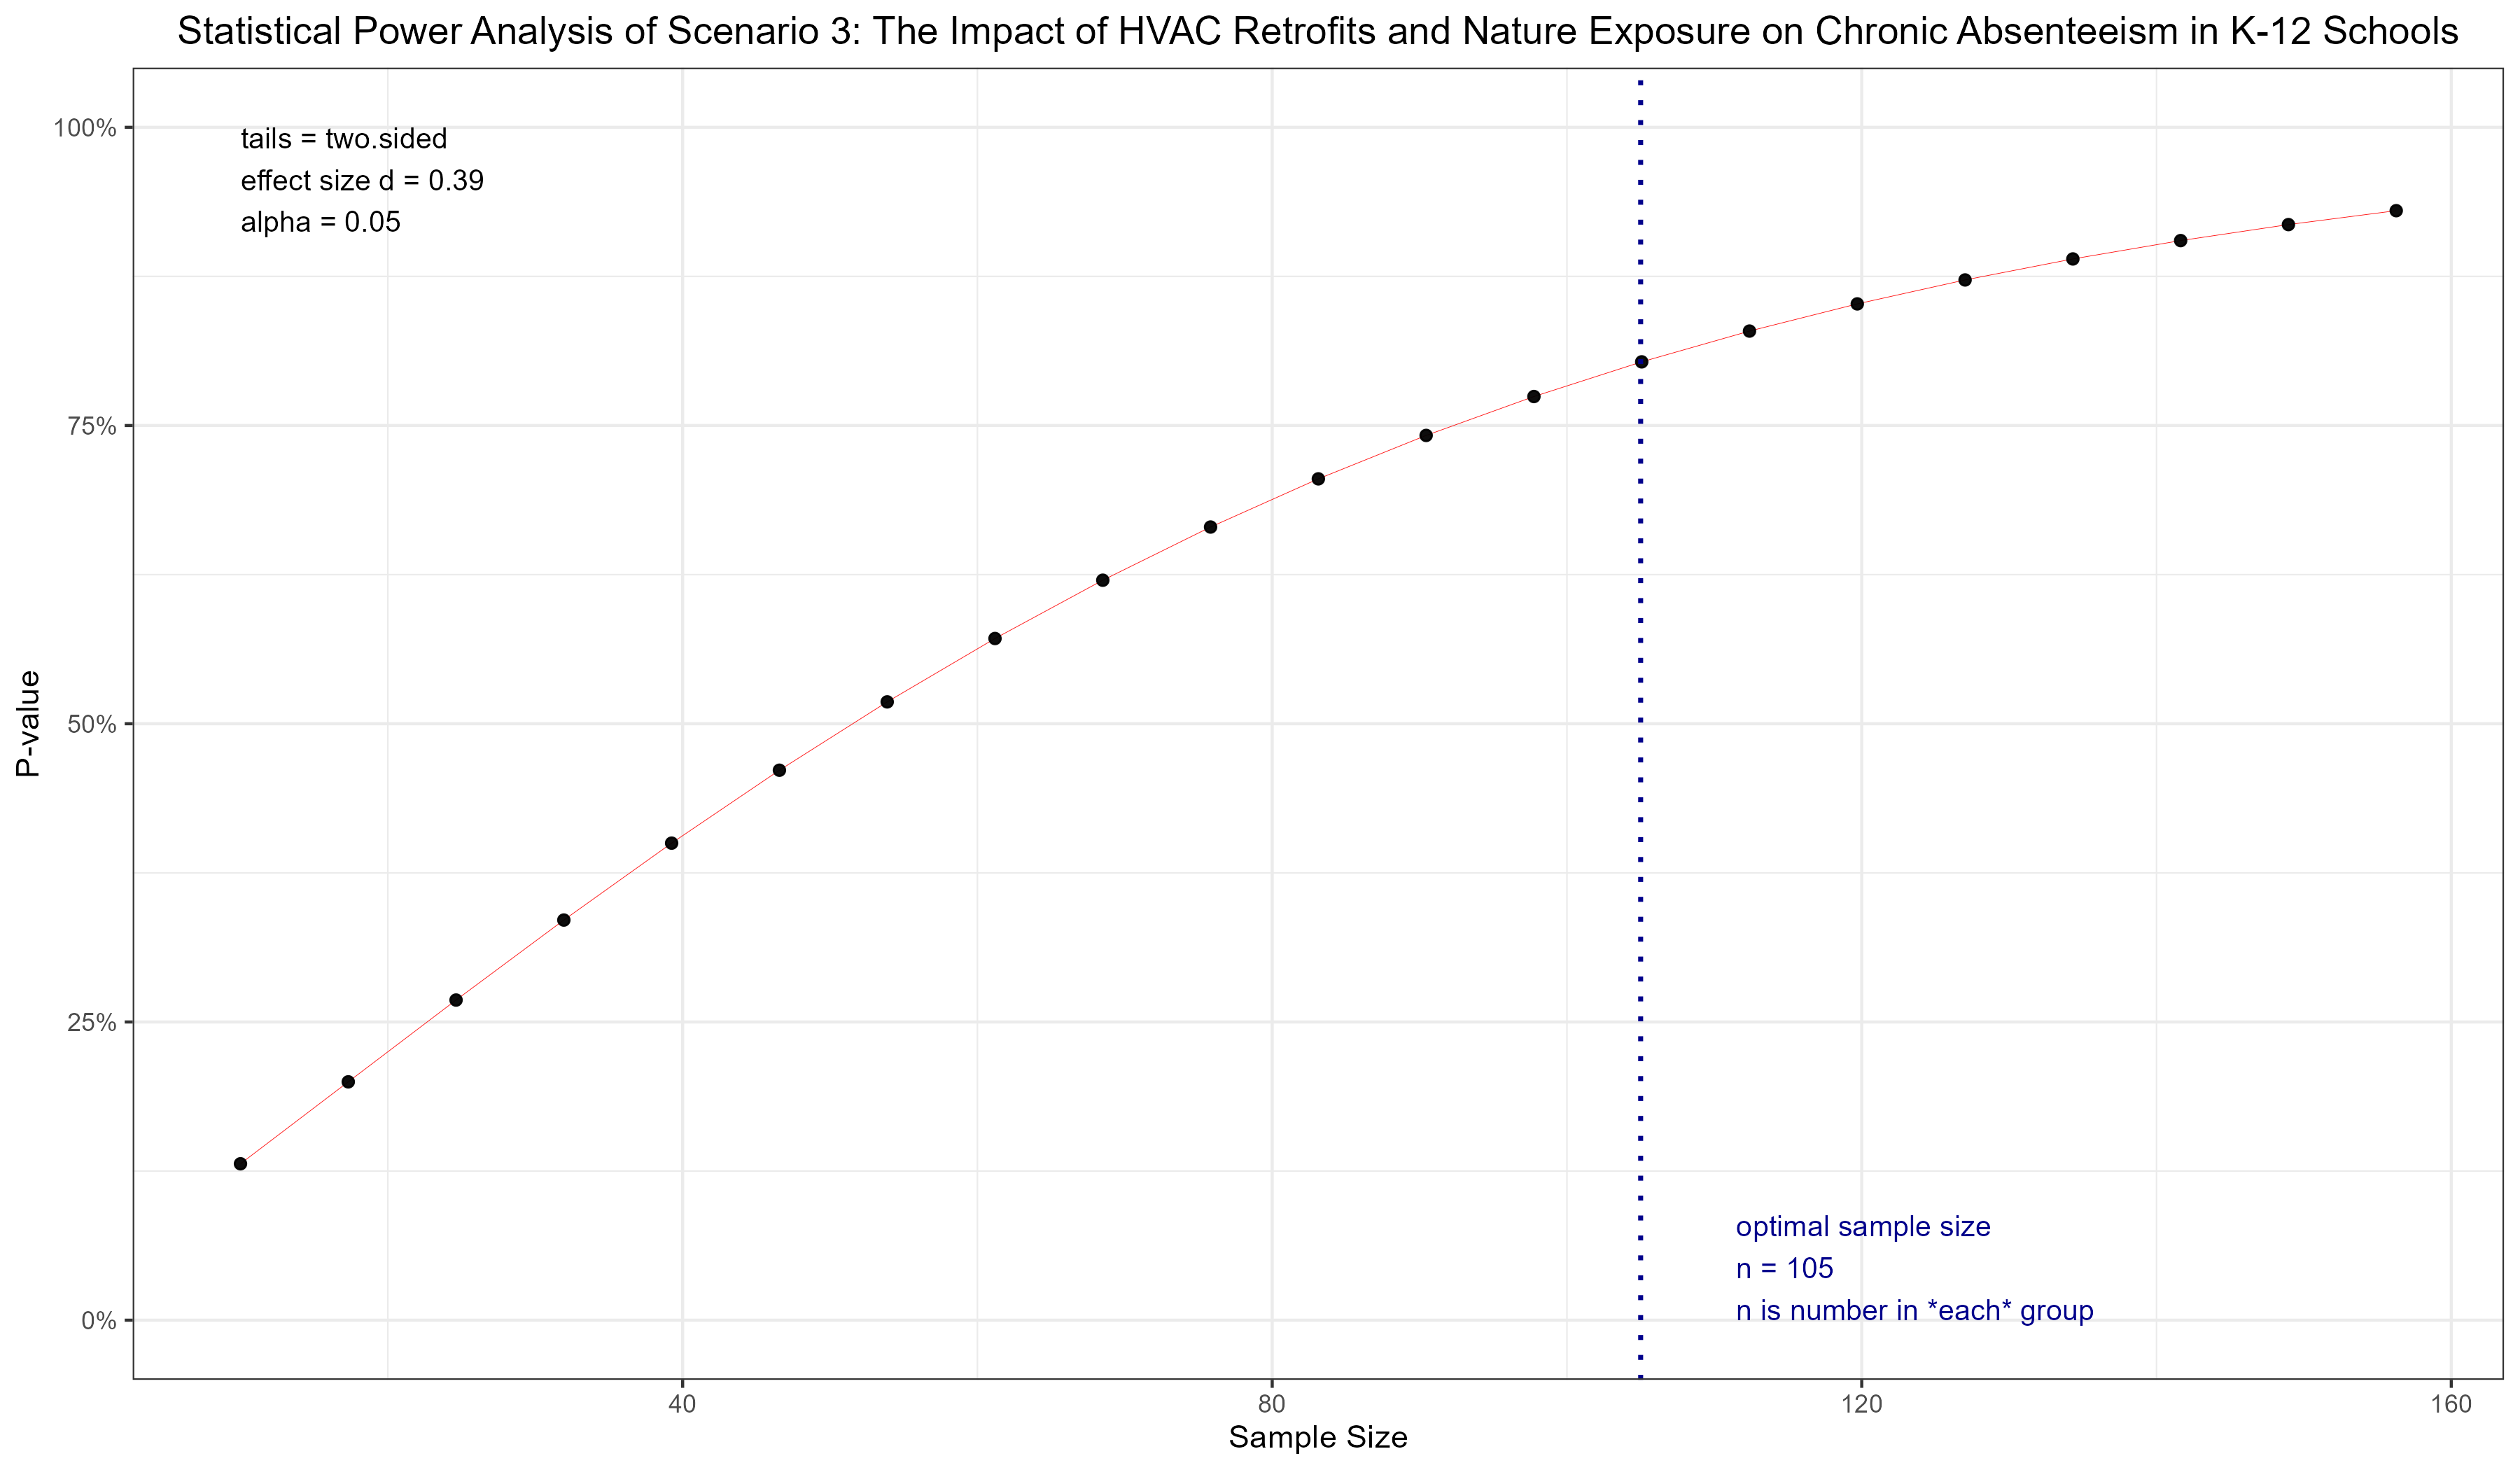 Statistical Power Analysis of Scenario 3: The Impact of HVAC Retrofits and Nature Exposure on Chronic Absenteeism in K-12 Schools
100%
tails = two.sided
effect size d = 0.39
alpha = 0.05
75%
P-value
50%
25%
optimal sample size
n = 105
n is number in *each* group
0%
40 80 120 160
Sample Size